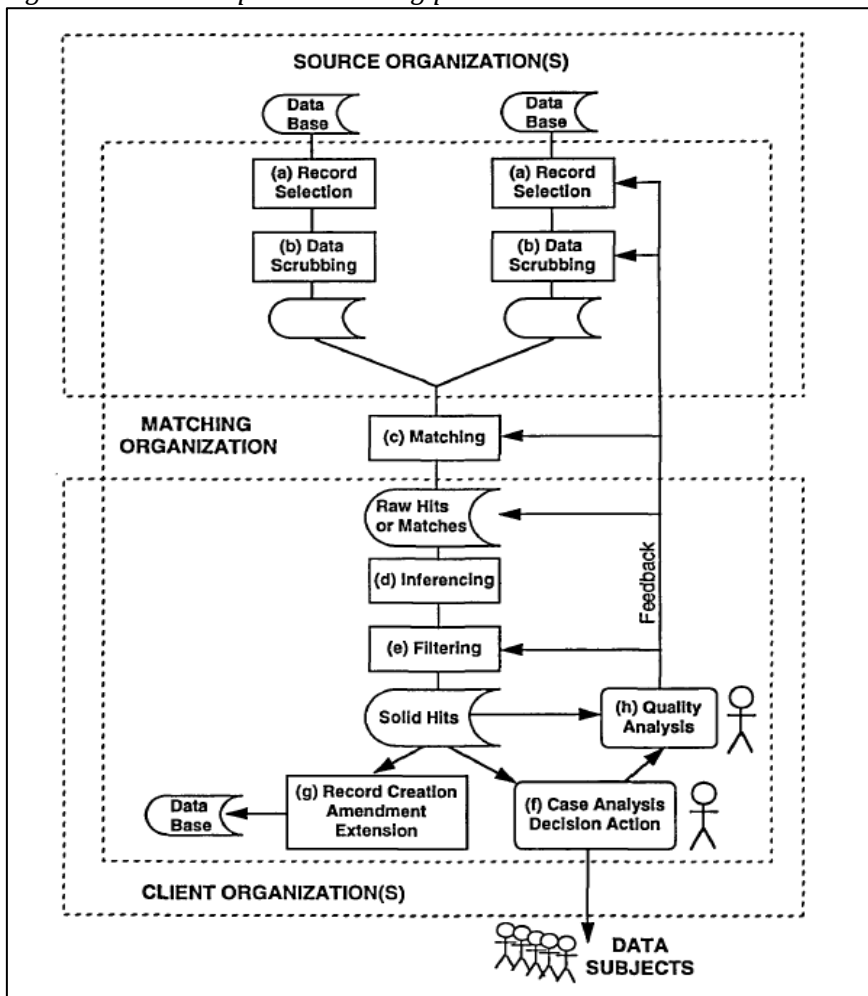 SOURCE ORGANIZATION(S)
Data
Base
Data
Base
(a) Record
Selection
(a) Record
Selection
(b) Data
Scrubbing
(b) Data
Scrubbing
MATCHING
ORGANIZATION
(c) Matching
Raw Hits
or Matches
(d) Inferencing
Feedback
(e) Filtering
Solid Hits
(h) Quality
Analysis
(g) Record Creation
Amendment
Extension
Data
Base
(f) Case Analysis
Decision Action
CLIENT ORGANIZATION(S)
DATA
SUBJECTS